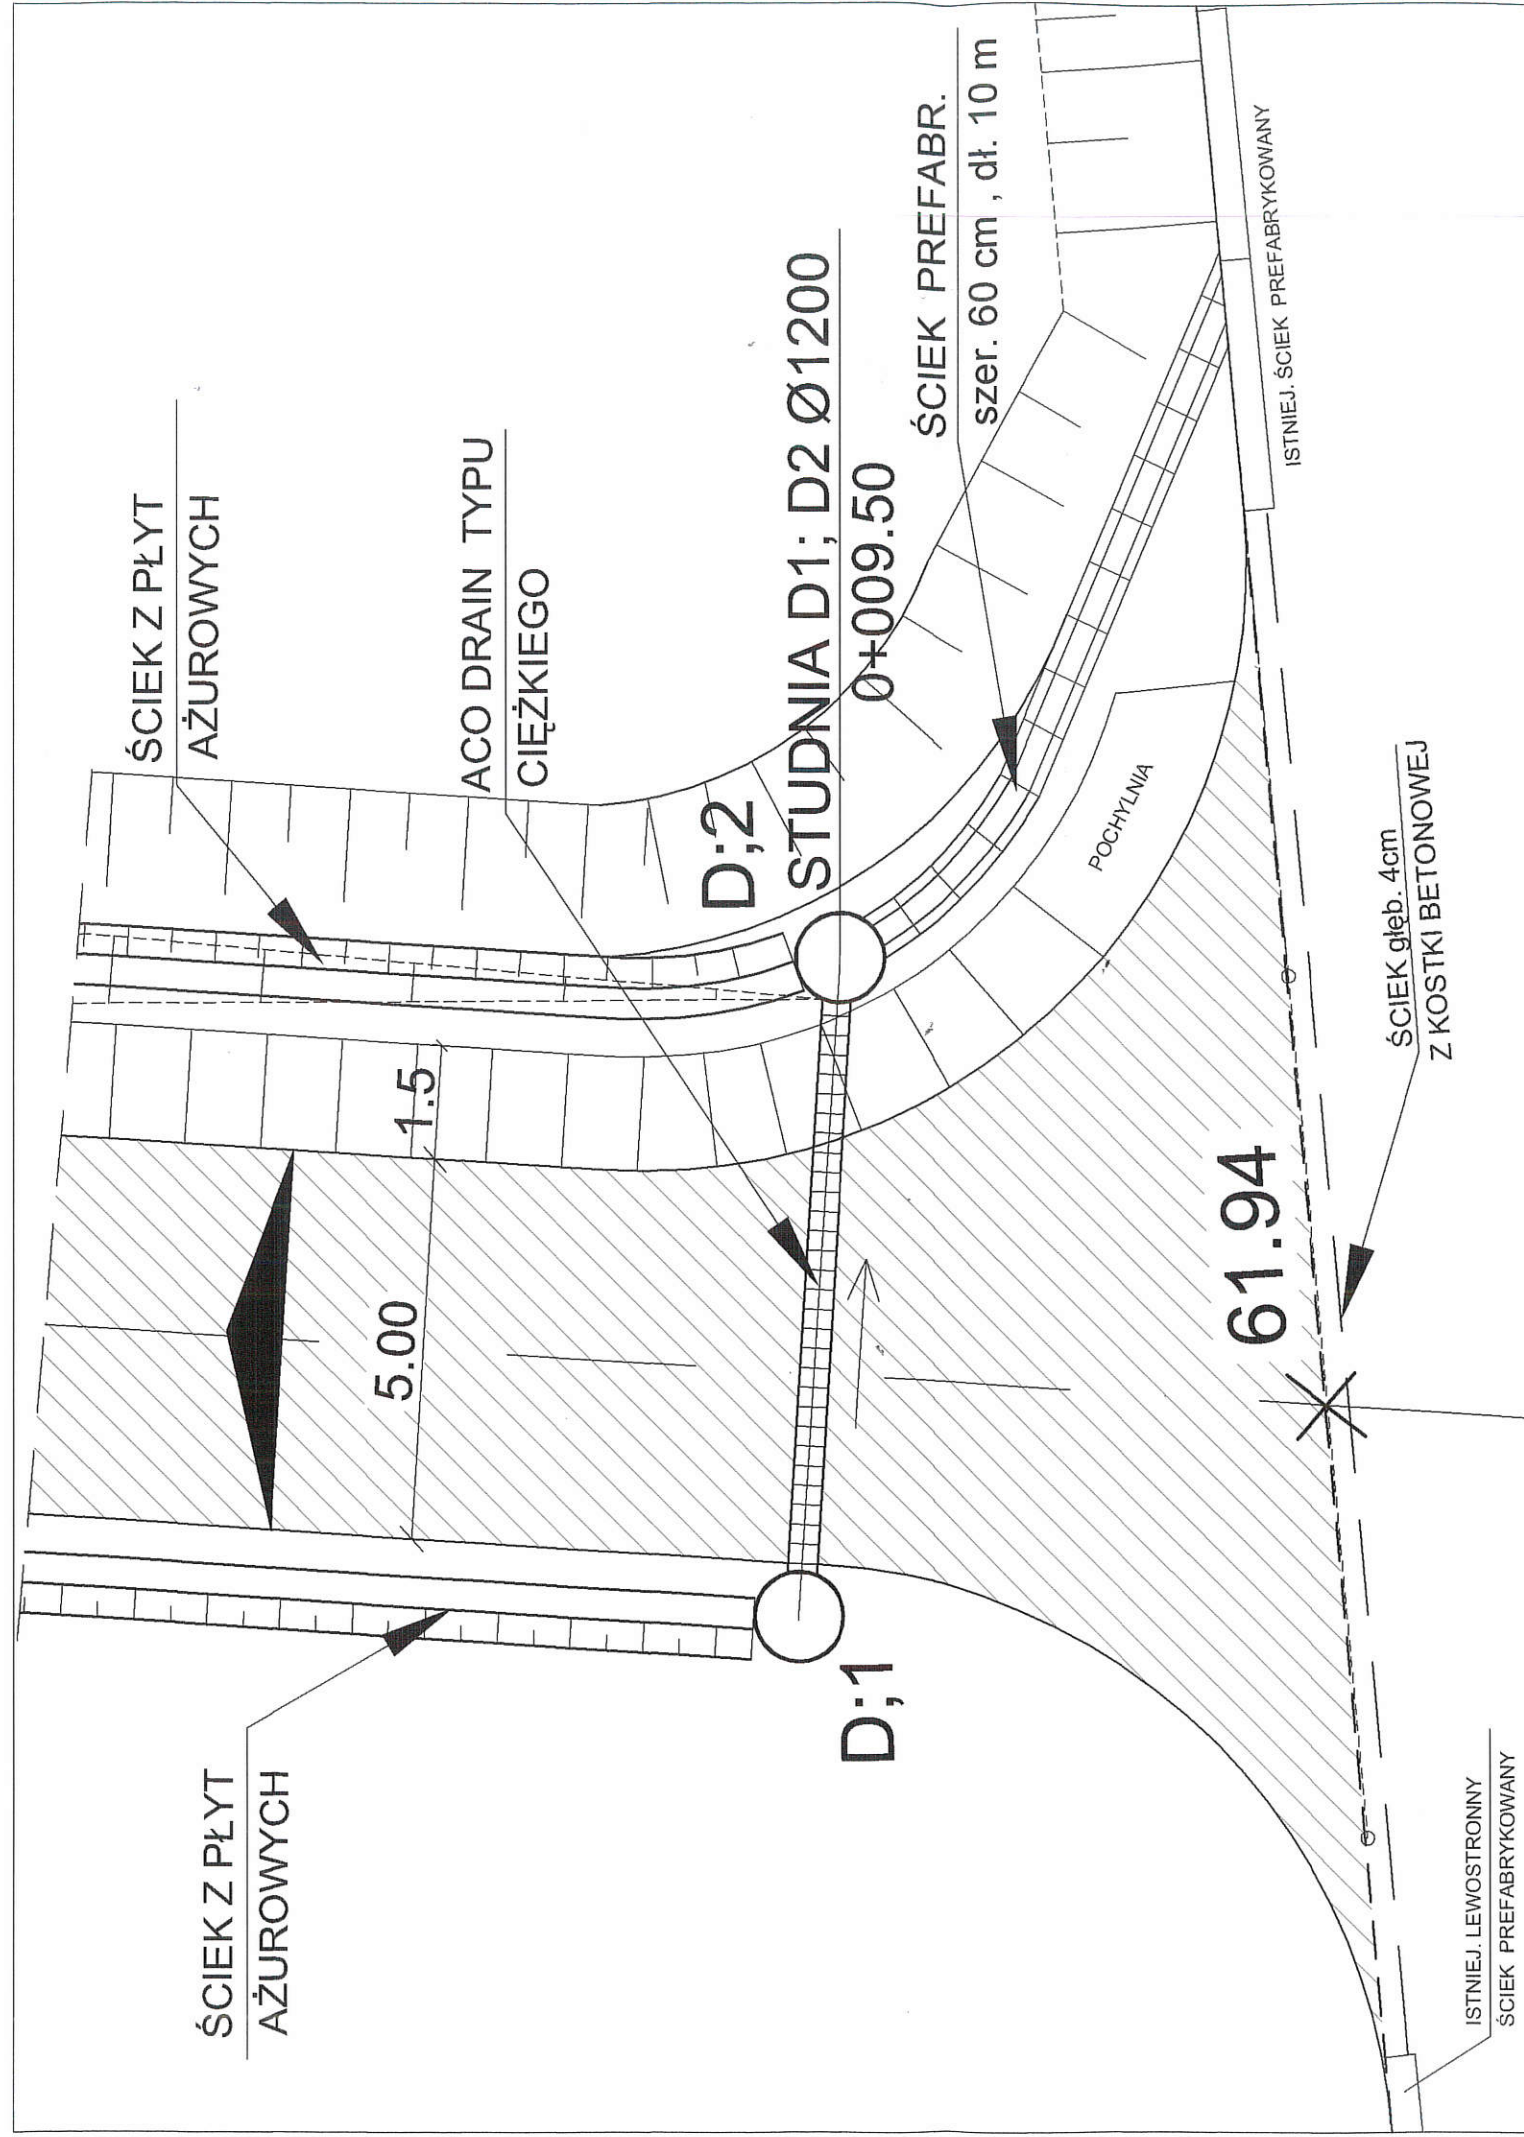 ŚCIEK Z PŁYT
AŻUROWYCH
ŚCIEK Z PŁYT
AŻUROWYCH
ACO DRAIN TYPU
CIĘŻKIEGO
1.5
5.00
D;2
STUDNIA D1; D2 Ø1200
0+009.50
D;1
ŚCIEK PREFABR.
szer. 60 cm , dł. 10 m
POCHYLNIA
ISTNIEJ. ŚCIEK PREFABRYKOWANY
61.94
ŚCIEK głęb. 4cm
Z KOSTKI BETONOWEJ
ISTNIEJ. LEWOSTRONNY
ŚCIEK PREFABRYKOWANY